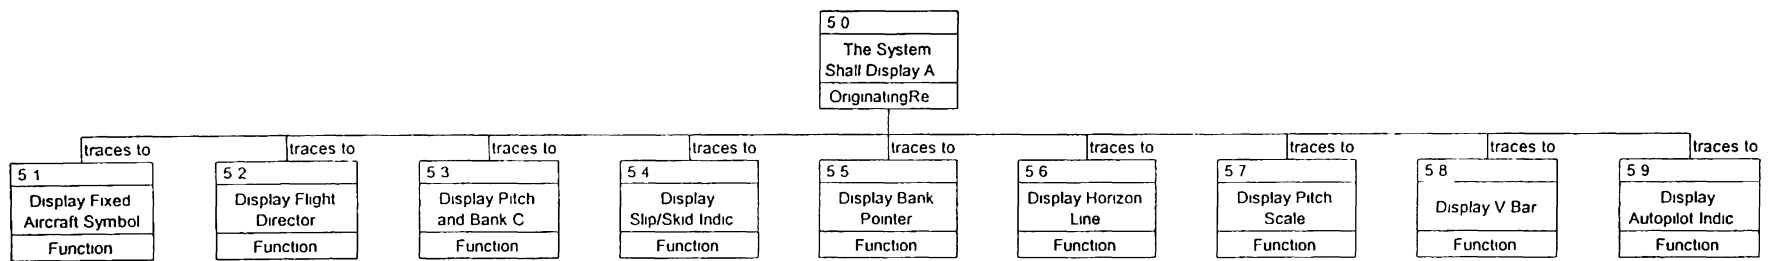 5 0
The System
Shall Display A
OriginatingRe
traces to
traces to
traces to
traces to
traces to
traces to
traces to
traces to
traces to
5 1
Display Fixed
Aircraft Symbol
Function
5 2
Display Flight
Director
Function
5 3
Display Pitch
and Bank C
Function
5 4
Display
Slip/Skid Indic
Function
5 5
Display Bank
Pointer
Function
5 6
Display Horizon
Line
Function
5 7
Display Pitch
Scale
Function
5 8
Display V Bar
Function
5 9
Display
Autopilot Indic
Function